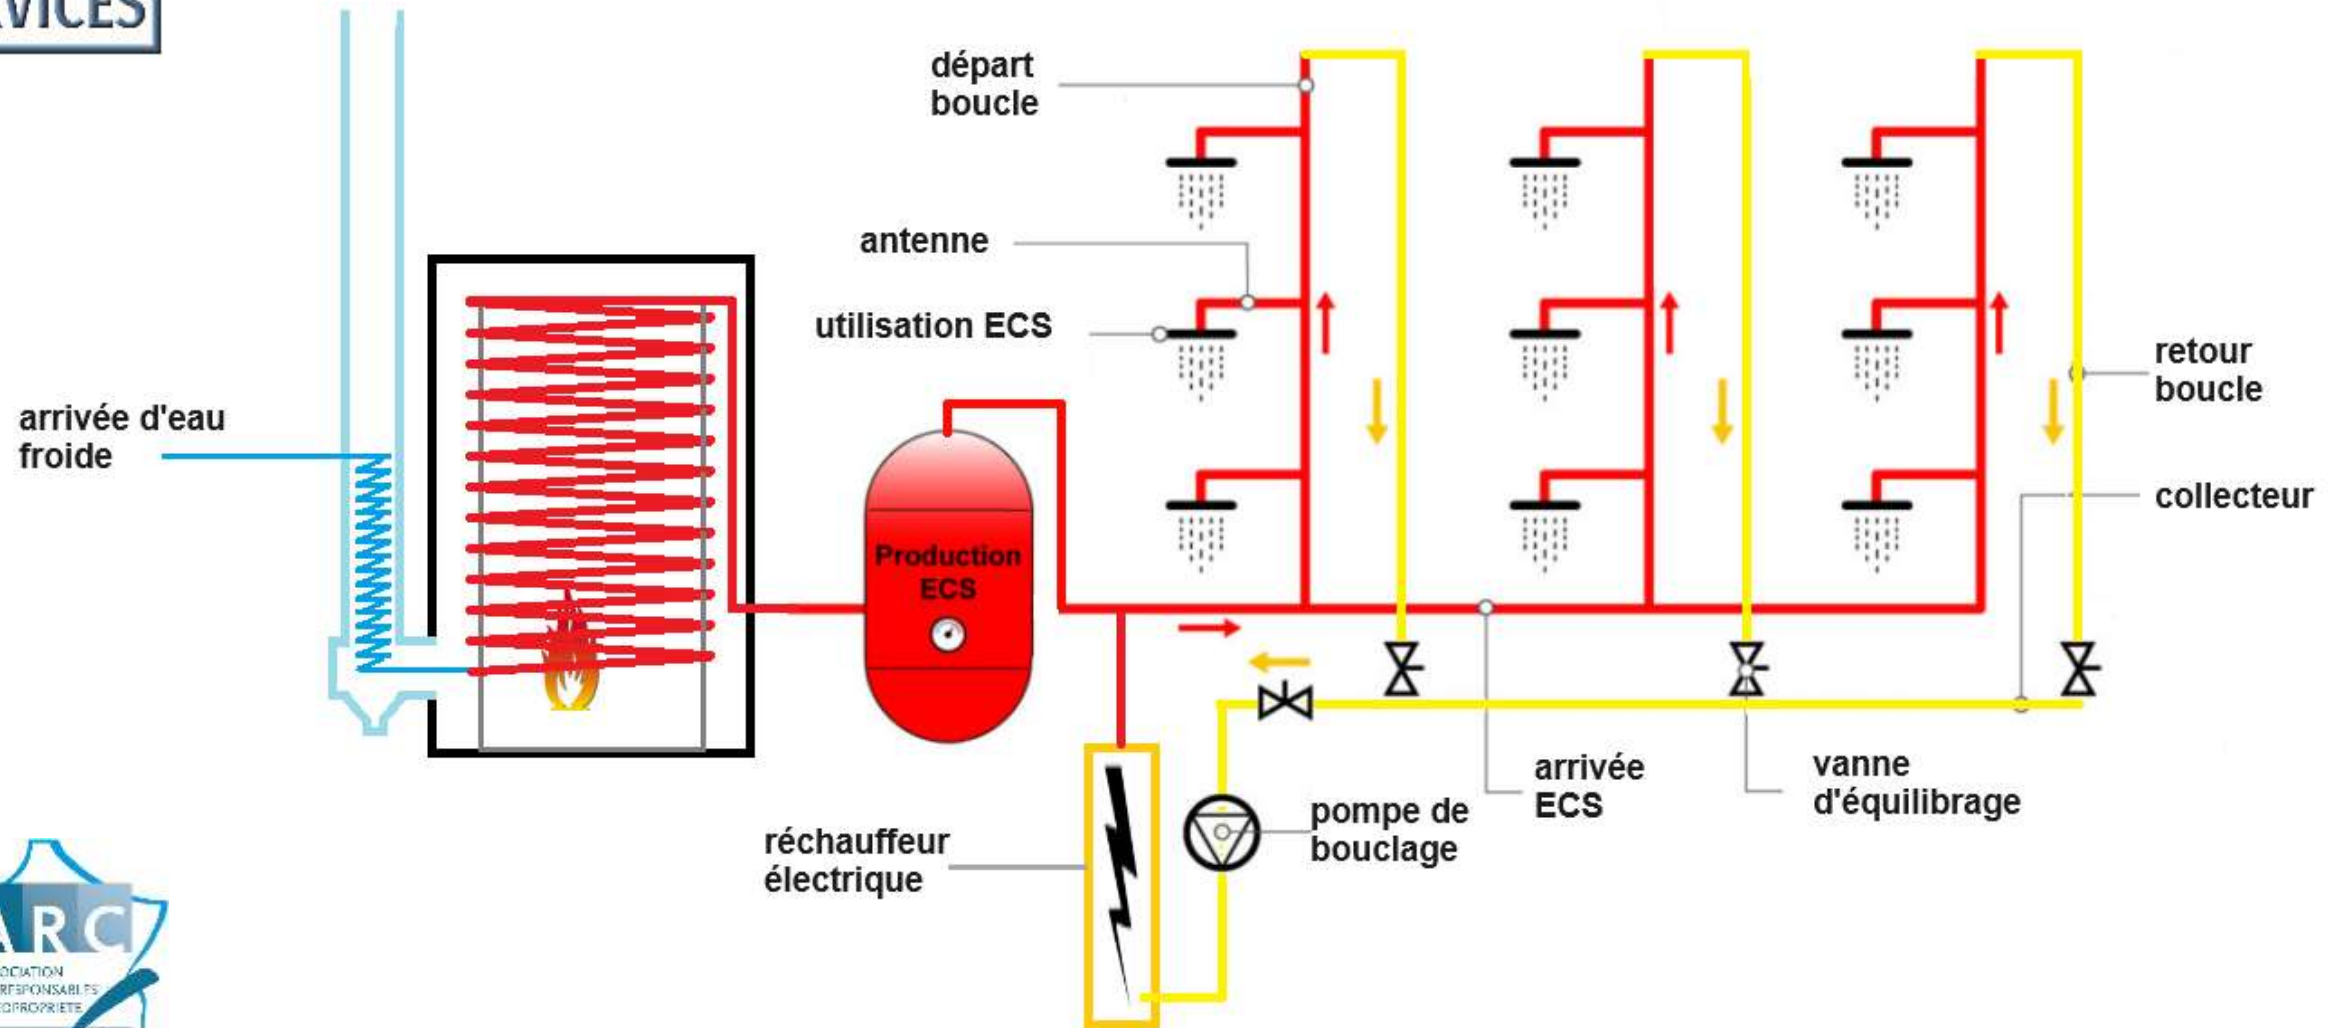 départ
boucle
antenne
utilisation ECS
arrivée d'eau
froide
retour
boucle
collecteur
Production
ECS
arrivée
ECS
vanne
d'équilibrage
pompe de
bouclage
réchauffeur
électrique
ARC